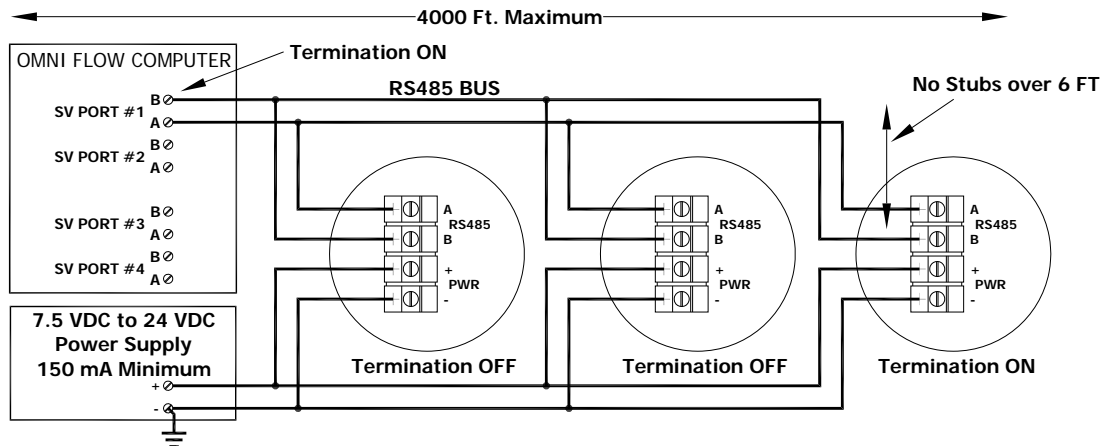 4000 Ft. Maximum
OMNI FLOW COMPUTER
Termination ON
RS485 BUS
No Stubs over 6 FT
SV PORT #1
B
A
SV PORT #2
B
A
SV PORT #3
B
A
SV PORT #4
B
A
A
RS485
B
+
PWR
-
A
RS485
B
+
PWR
-
A
RS485
B
+
PWR
-
7.5 VDC to 24 VDC
Power Supply
150 mA Minimum
+
-
Termination OFF
Termination OFF
Termination ON